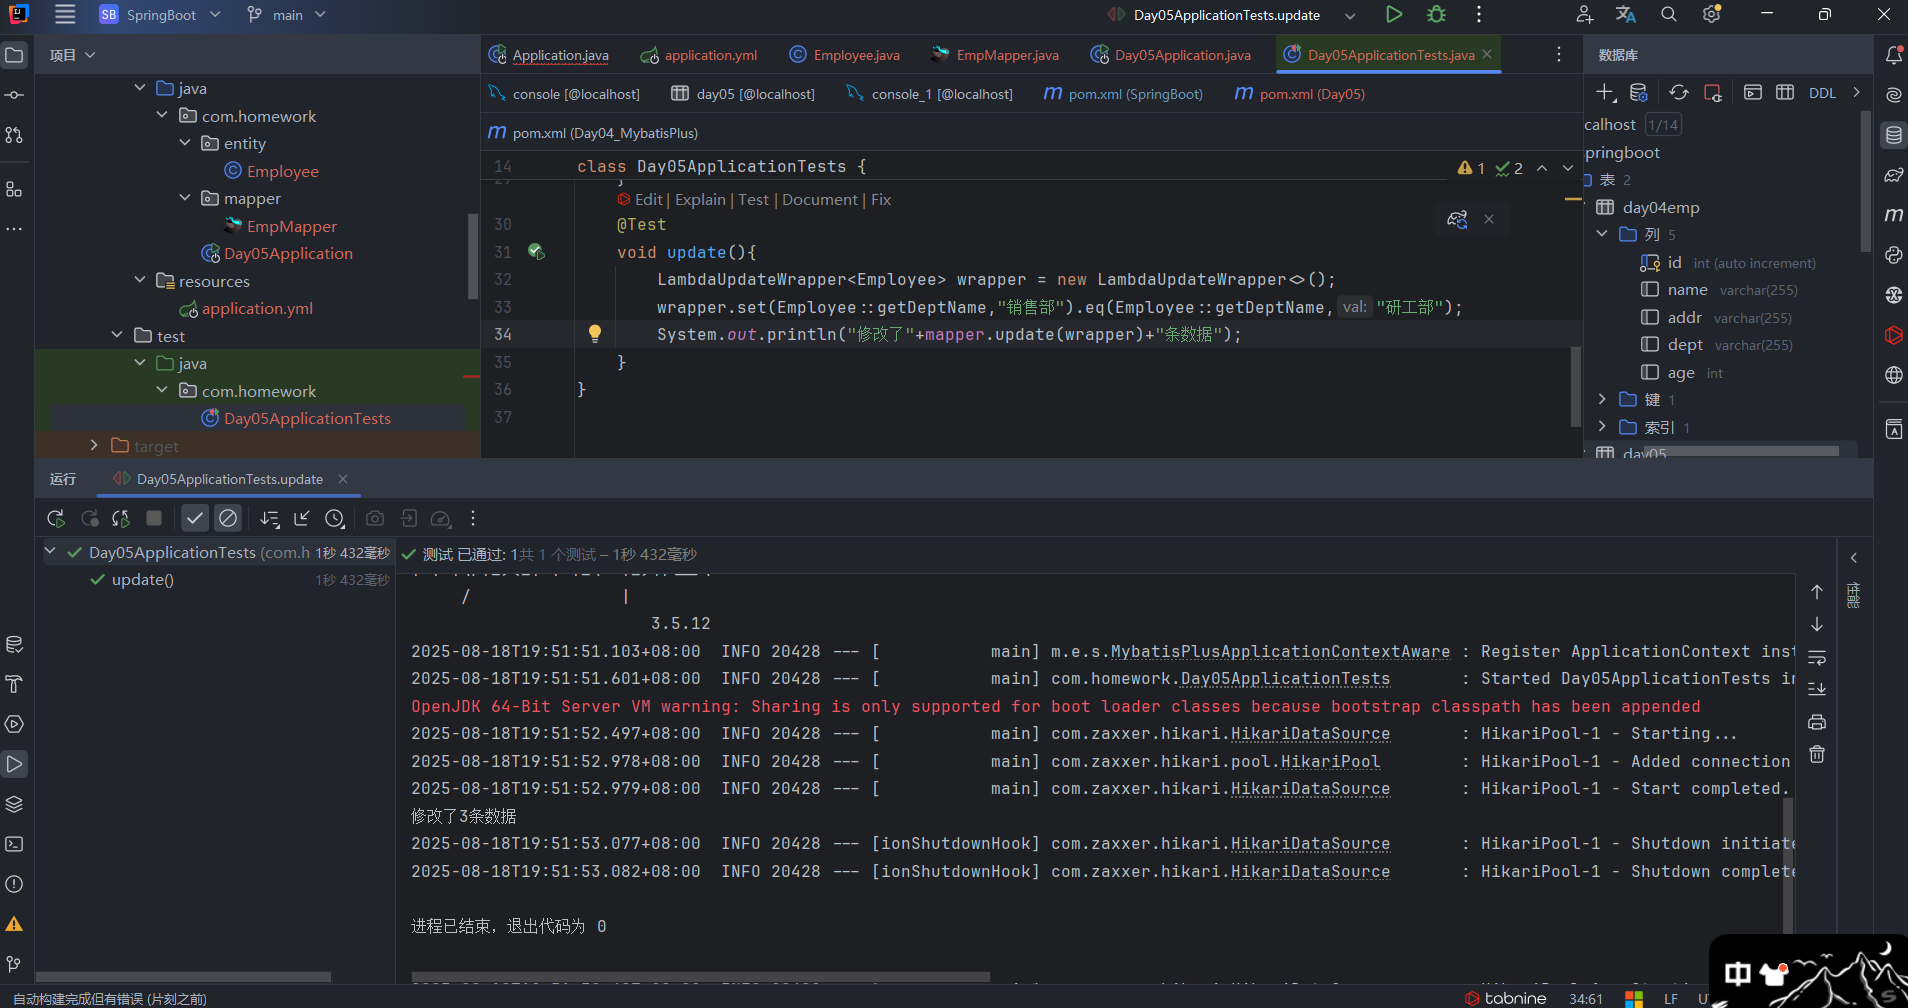 SB SpringBoot main Day05ApplicationTests.update
项目
Application.java application.yml Employee.java EmpMapper.java Day05Application.java Day05ApplicationTests.java
console [@localhost] day05 [@localhost] console_1 [@localhost] pom.xml (SpringBoot) pom.xml (Day05)
pom.xml (Day04_MybatisPlus)
java
com.homework
entity
Employee
mapper
EmpMapper
Day05Application
resources
application.yml
test
java
com.homework
Day05ApplicationTests
target
14 class Day05ApplicationTests { 1 2
Edit | Explain | Test | Document | Fix
30 @Test
31 void update(){
32 LambdaUpdateWrapper<Employee> wrapper = new LambdaUpdateWrapper<>();
33 wrapper.set(Employee::getDeptName,"销售部").eq(Employee::getDeptName, val: "研工部");
34 System.out.println("修改了"+mapper.update(wrapper)+"条数据");
35 }
36 }
37
数据库
DDL
calhost 1/14
pringboot
表 2
day04emp
列 5
id int (auto increment)
name varchar(255)
addr varchar(255)
dept varchar(255)
age int
键 1
索引 1
day05
运行 Day05ApplicationTests.update
Day05ApplicationTests (com.h 1秒 432毫秒
update() 1秒 432毫秒
测试 已通过: 1共 1 个测试 – 1秒 432毫秒
/ |
3.5.12
2025-08-18T19:51:51.103+08:00 INFO 20428 --- [ main] m.e.s.MybatisPlusApplicationContextAware : Register ApplicationContext inst
2025-08-18T19:51:51.601+08:00 INFO 20428 --- [ main] com.homework.Day05ApplicationTests : Started Day05ApplicationTests in
OpenJDK 64-Bit Server VM warning: Sharing is only supported for boot loader classes because bootstrap classpath has been appended
2025-08-18T19:51:52.497+08:00 INFO 20428 --- [ main] com.zaxxer.hikari.HikariDataSource : HikariPool-1 - Starting...
2025-08-18T19:51:52.978+08:00 INFO 20428 --- [ main] com.zaxxer.hikari.pool.HikariPool : HikariPool-1 - Added connection
2025-08-18T19:51:52.979+08:00 INFO 20428 --- [ main] com.zaxxer.hikari.HikariDataSource : HikariPool-1 - Start completed.
修改了3条数据
2025-08-18T19:51:53.077+08:00 INFO 20428 --- [ionShutdownHook] com.zaxxer.hikari.HikariDataSource : HikariPool-1 - Shutdown initiate
2025-08-18T19:51:53.082+08:00 INFO 20428 --- [ionShutdownHook] com.zaxxer.hikari.HikariDataSource : HikariPool-1 - Shutdown complete
进程已结束，退出代码为 0
性能
中
自动构建完成但有错误 (片刻之前)
tabnine 34:61 LF U